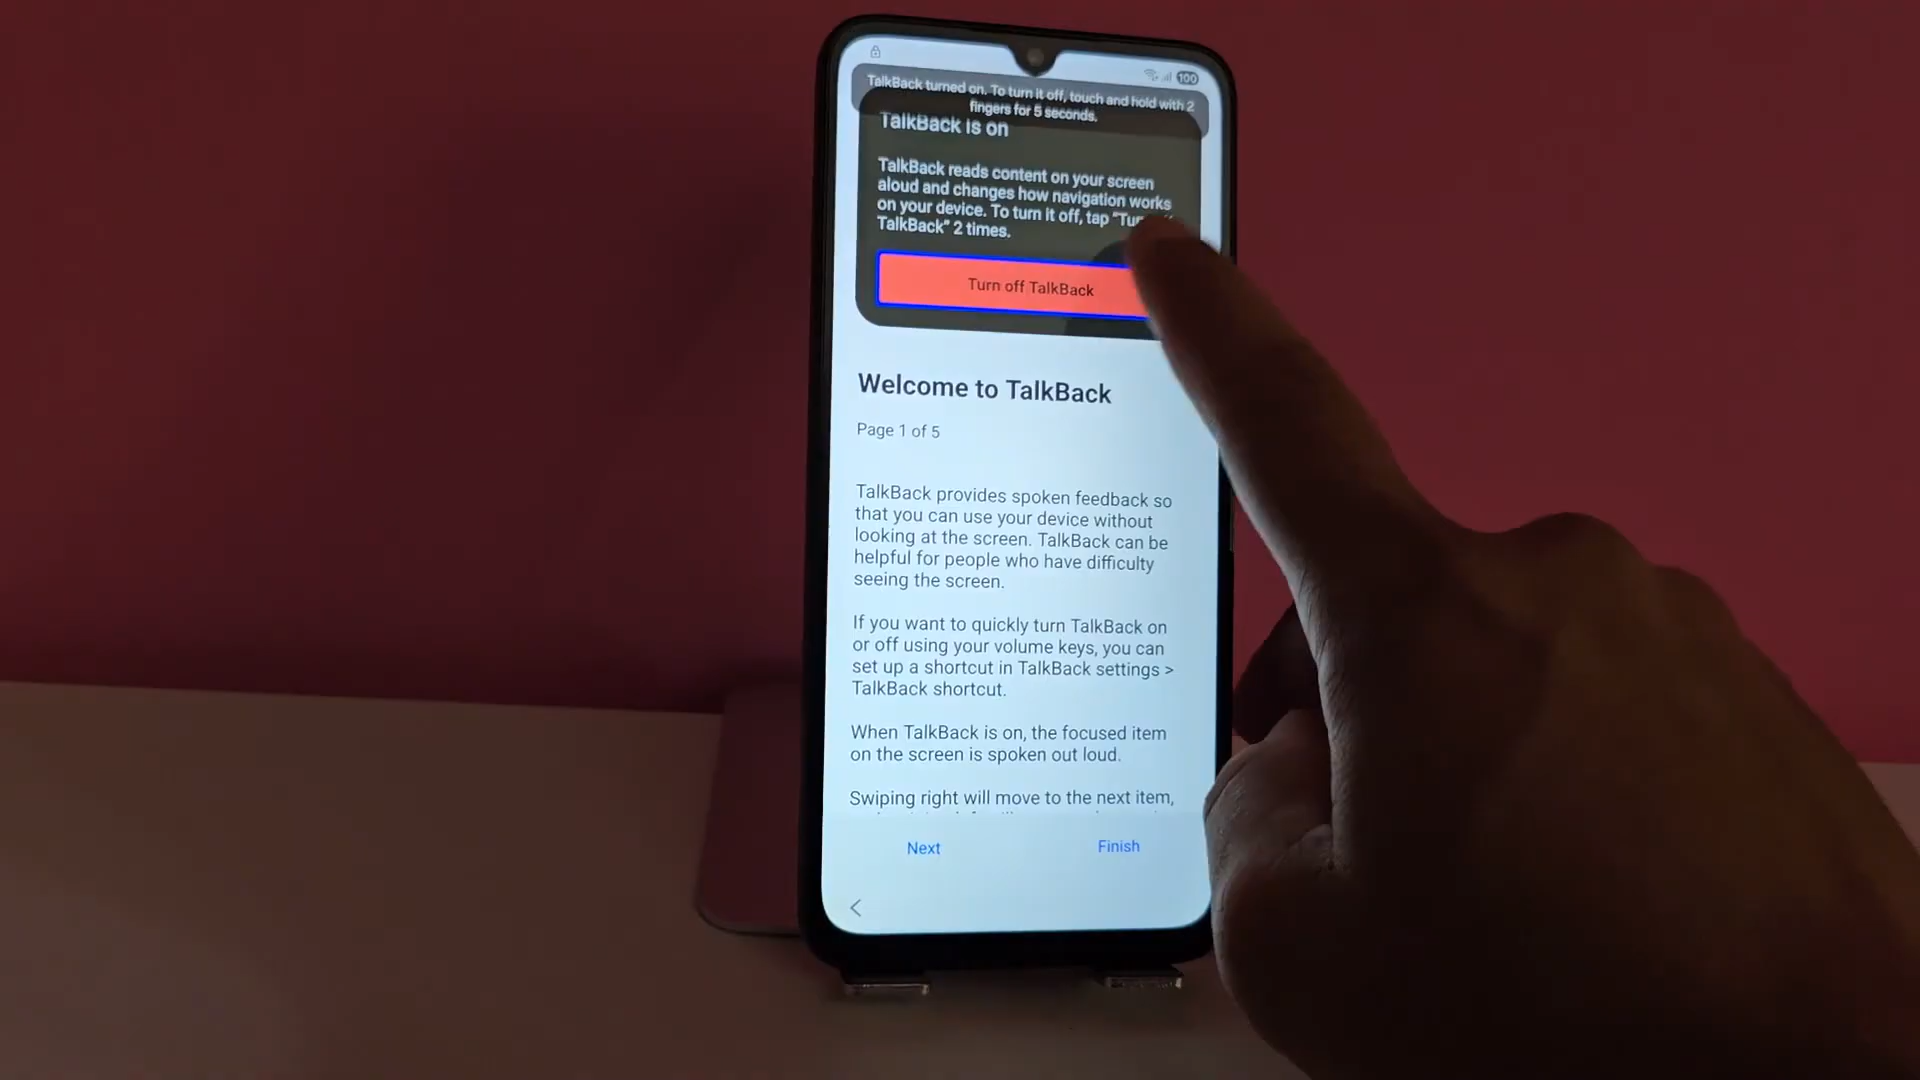 100
TalkBack turned on. To turn it off, touch and hold with 2
fingers for 5 seconds.
TalkBack is on
TalkBack reads content on your screen
aloud and changes how navigation works
on your device. To turn it off, tap
TalkBack" 2 times.
Turn off TalkBack
Welcome to TalkBack
Page 1 of 5
TalkBack provides spoken feedback so
that you can use your device without
looking at the screen. TalkBack can be
helpful for people who have difficulty
seeing the screen.
If you want to quickly turn TalkBack on
or off using your volume keys, you can
set up a shortcut in TalkBack settings >
TalkBack shortcut.
When TalkBack is on, the focused item
on the screen is spoken out loud.
Swiping right will move to the next item,
Next
Finish